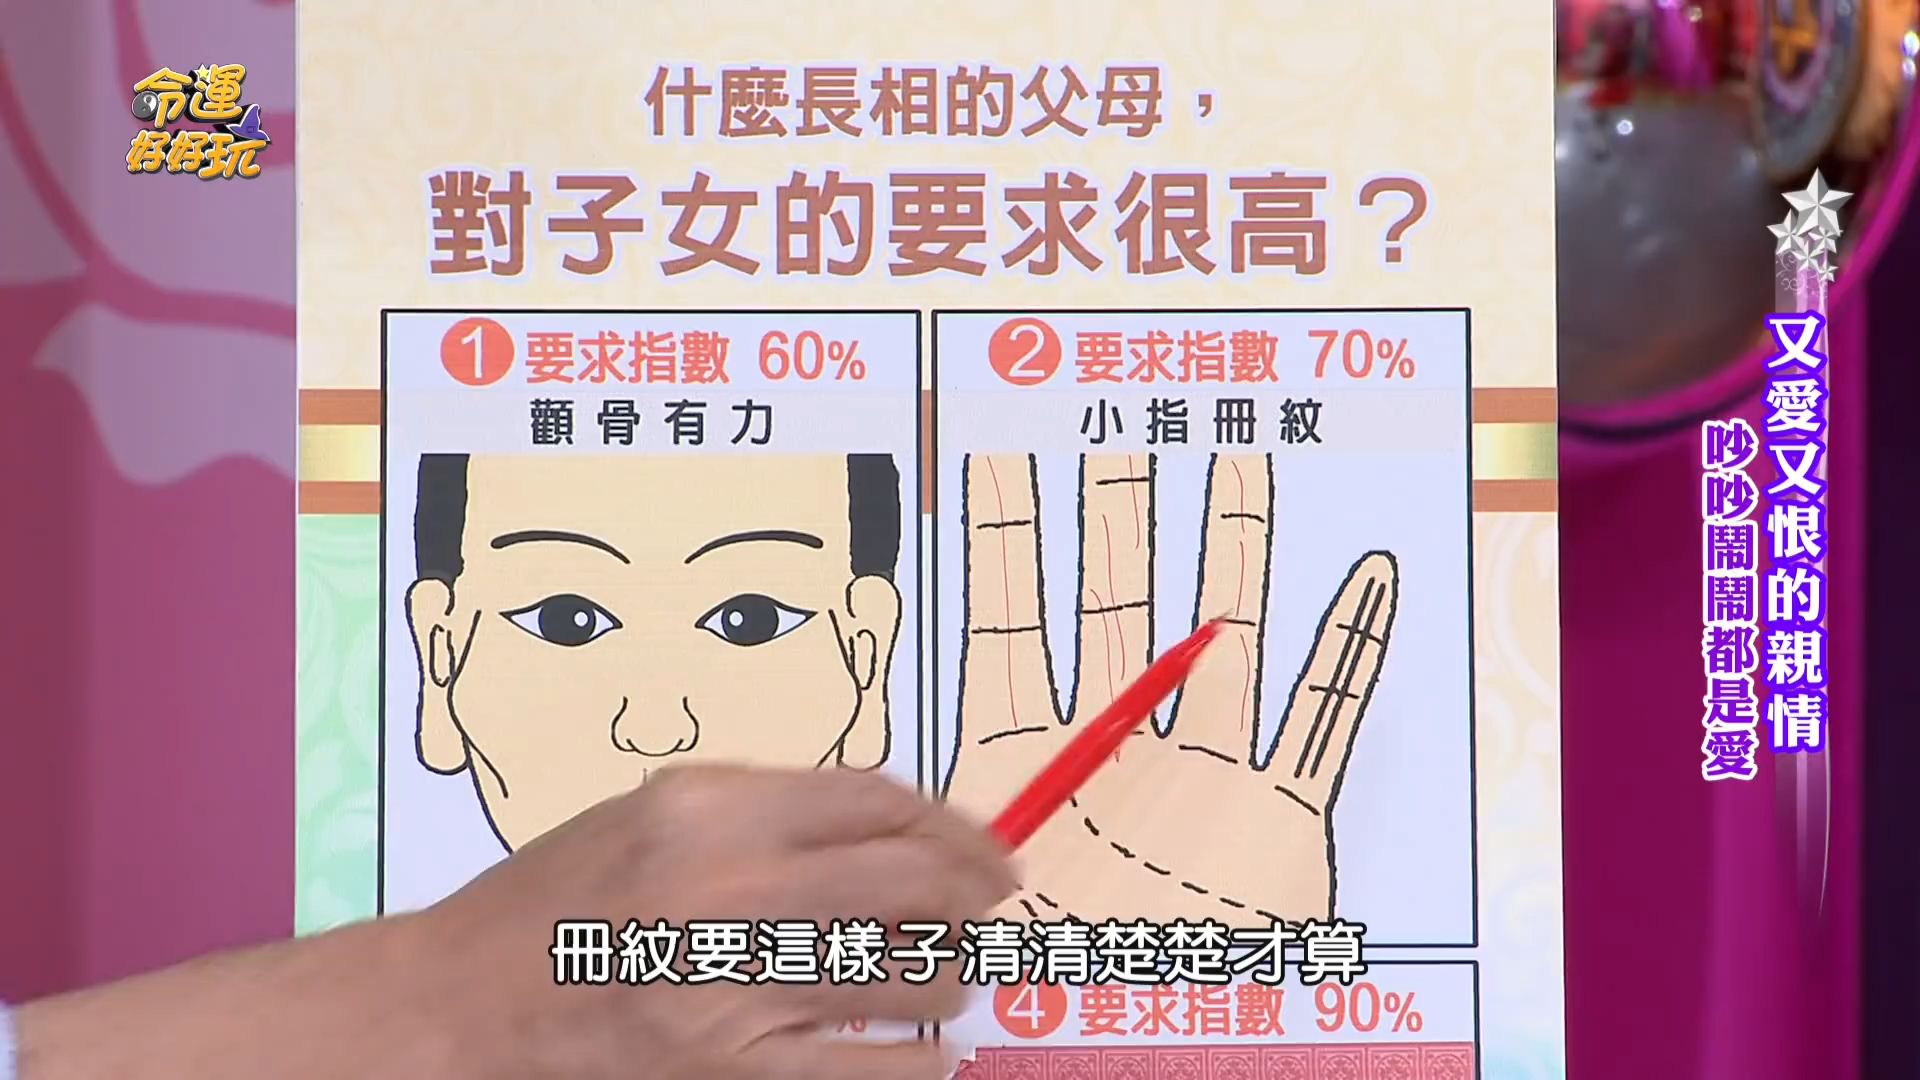 命運
好好玩
什麼長相的父母，
對子女的要求很高？
1 要求指數 60%
顴骨有力
2 要求指數 70%
小指冊紋
又愛又恨的親情
吵吵鬧鬧都是愛
冊紋要這樣子清清楚楚才算
%
4 要求指數 90%